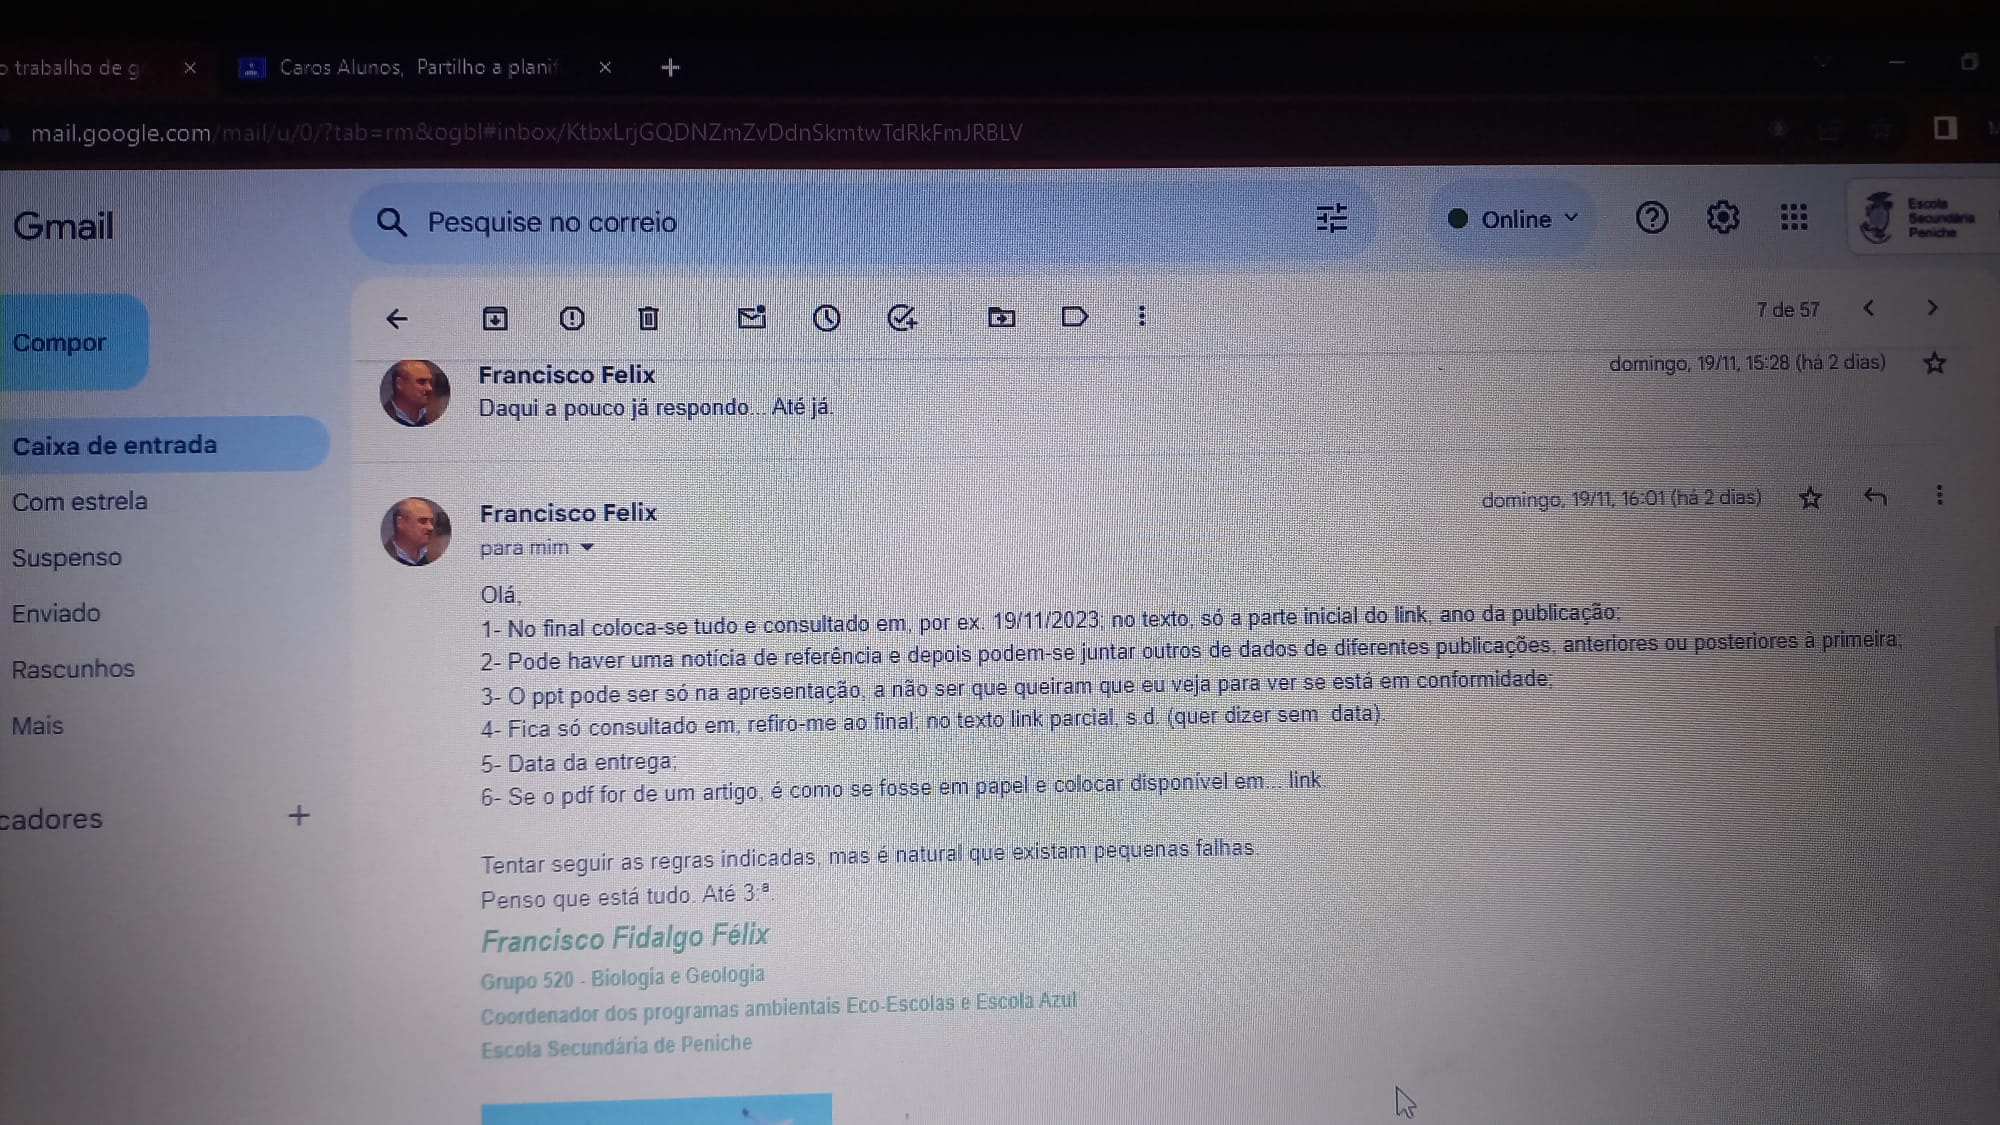 trabalho de g
Caros Alunos, Partilho a planif
mail.google.com/mail/u/0/?tab=rm&ogbl#inbox/KtbxLrjGQDNZmZvDdnSkmtwTdRkFmJRBLV
Gmail
Pesquise no correio
Online
Escola
Secundária
Peniche
Compor
7 de 57
Francisco Felix
domingo, 19/11, 15:28 (há 2 dias)
Daqui a pouco já respondo... Até já.
Caixa de entrada
Com estrela
Suspenso
Enviado
Rascunhos
Mais
cadores
Francisco Felix
domingo, 19/11, 16:01 (há 2 dias)
para mim
Olá,
1- No final coloca-se tudo e consultado em, por ex. 19/11/2023; no texto, só a parte inicial do link, ano da publicação;
2- Pode haver uma notícia de referência e depois podem-se juntar outros de dados de diferentes publicações, anteriores ou posteriores à primeira;
3- O ppt pode ser só na apresentação, a não ser que queiram que eu veja para ver se está em conformidade;
4- Fica só consultado em, refiro-me ao final; no texto link parcial, s.d. (quer dizer sem data).
5- Data da entrega;
6- Se o pdf for de um artigo, é como se fosse em papel e colocar disponível em... link.
Tentar seguir as regras indicadas, mas é natural que existam pequenas falhas.
Penso que está tudo. Até 3.ª.
Francisco Fidalgo Félix
Grupo 520 - Biologia e Geologia
Coordenador dos programas ambientais Eco-Escolas e Escola Azul
Escola Secundária de Peniche